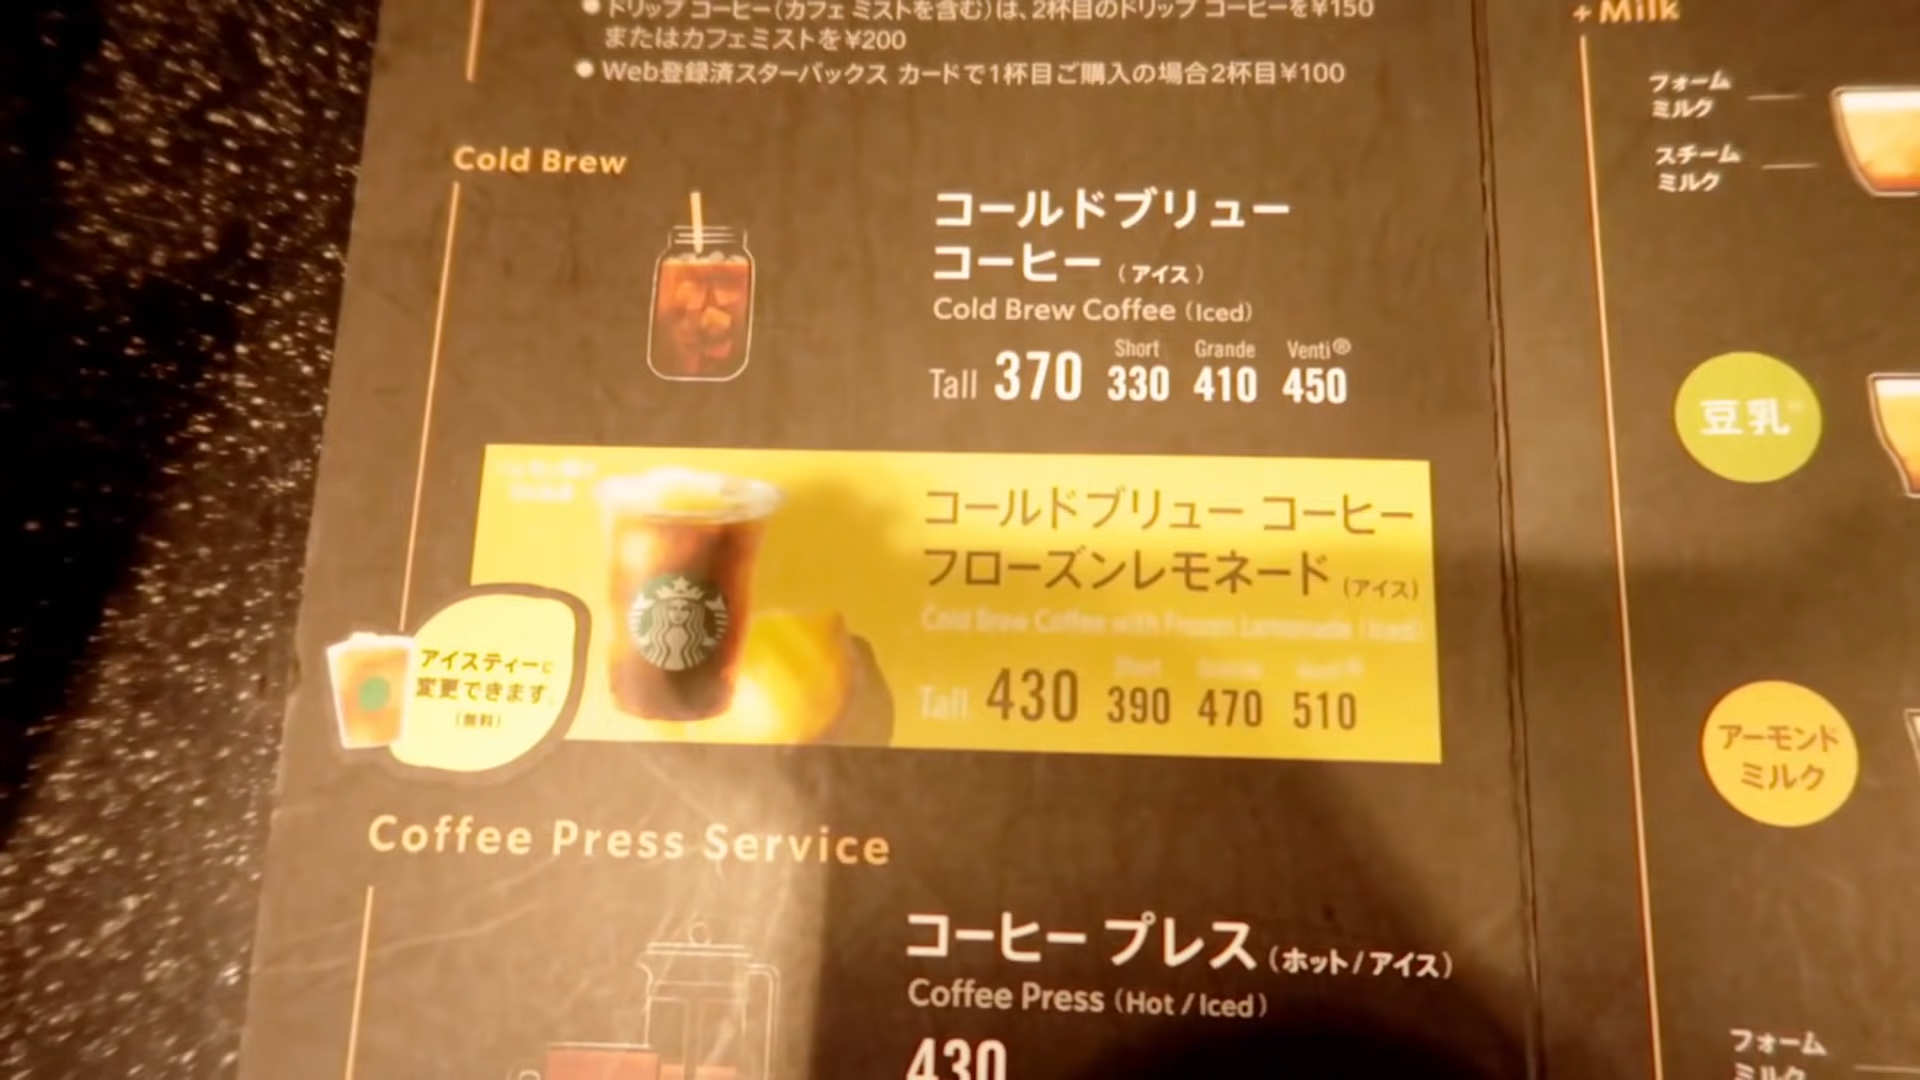 ● ドリップ コーヒー(カフェ ミストを含む)は、2杯目のドリップ コーヒーを¥150
またはカフェミストを¥200
● Web登録済スターバックス カードで1杯目ご購入の場合2杯目¥100
Cold Brew
コールドブリュー
コーヒー (アイス)
Cold Brew Coffee (Iced)
Short Grande Venti®
Tall 370 330 410 450
コールドブリュー コーヒー
フローズンレモネード (アイス)
Cold Brew Coffee with Frozen Lemonade (Iced)
Tall 430 390 470 510
アイスティーに
変更できます。
(無料)
Coffee Press Service
コーヒー プレス (ホット/アイス)
Coffee Press (Hot / Iced)
430
+ Milk
フォーム
ミルク
スチーム
ミルク
豆乳
アーモンド
ミルク
フォーム
ミルク